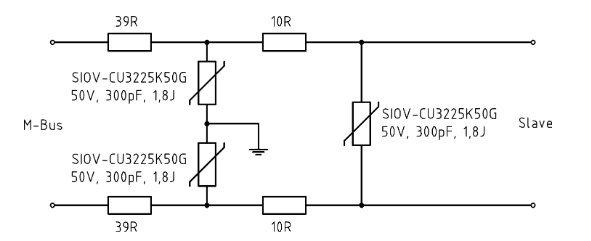 39R
10R
SIOV-CU3225K50G
50V, 300pF, 1,8J
SIOV-CU3225K50G
50V, 300pF, 1,8J
M-Bus
Slave
SIOV-CU3225K50G
50V, 300pF, 1,8J
39R
10R